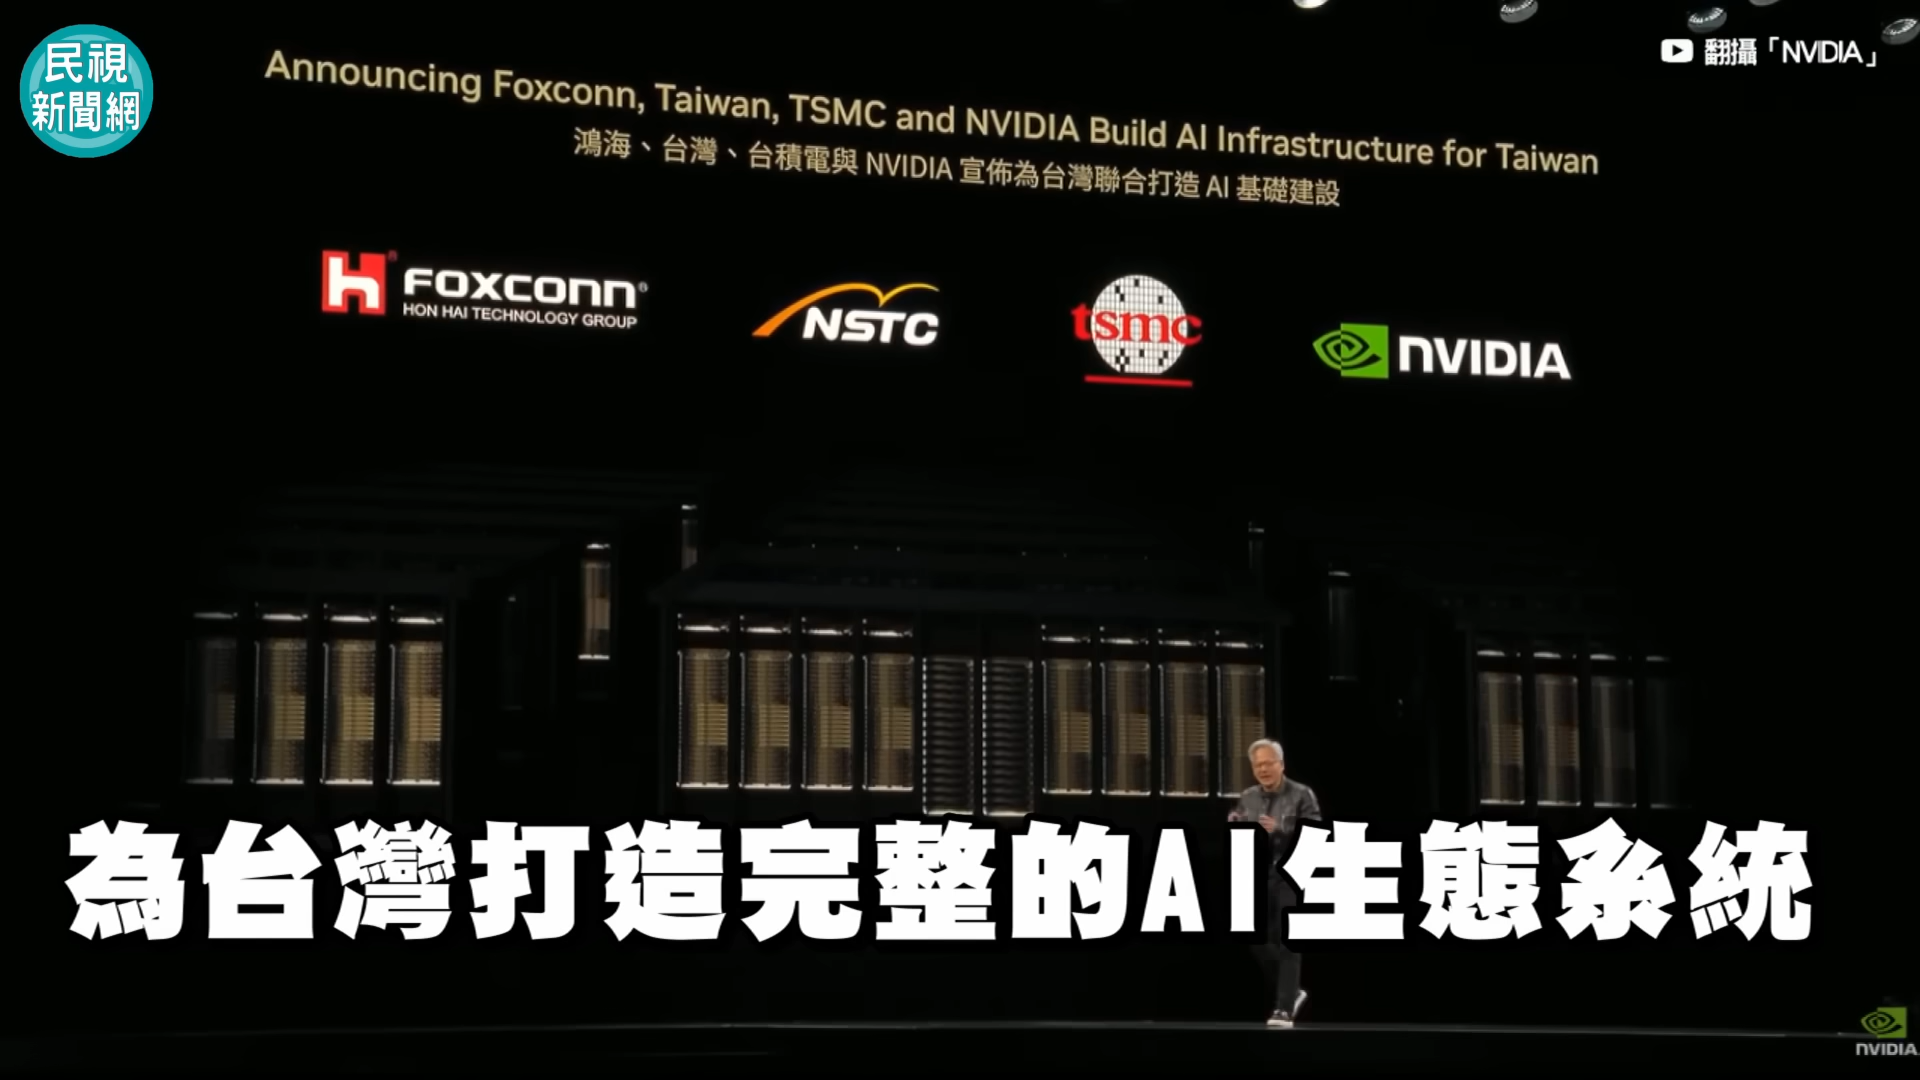 民視
新聞網
翻攝「NVIDIA」
Announcing Foxconn, Taiwan, TSMC and NVIDIA Build AI Infrastructure for Taiwan
鴻海、台灣、台積電與 NVIDIA 宣佈為台灣聯合打造 AI 基礎建設
FOXCONN®
HON HAI TECHNOLOGY GROUP
NSTC
tsmc
NVIDIA
為台灣打造完整的AI生態系統
NVIDIA